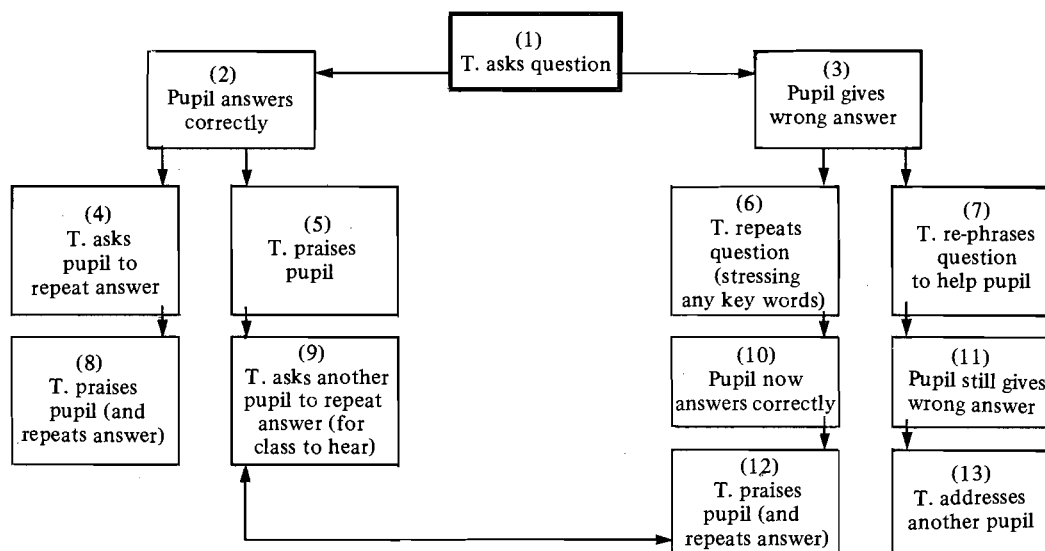 (1)
T. asks question
(2)
Pupil answers
correctly
(3)
Pupil gives
wrong answer
(4)
T. asks
pupil to
repeat answer
(5)
T. praises
pupil
(6)
T. repeats
question
(stressing
any key words)
(7)
T. re-phrases
question
to help pupil
(8)
T. praises
pupil (and
repeats answer)
(9)
T. asks another
pupil to repeat
answer (for
class to hear)
(10)
Pupil now
answers correctly
(11)
Pupil still gives
wrong answer
(12)
T. praises
pupil (and
repeats answer)
(13)
T. addresses
another pupil